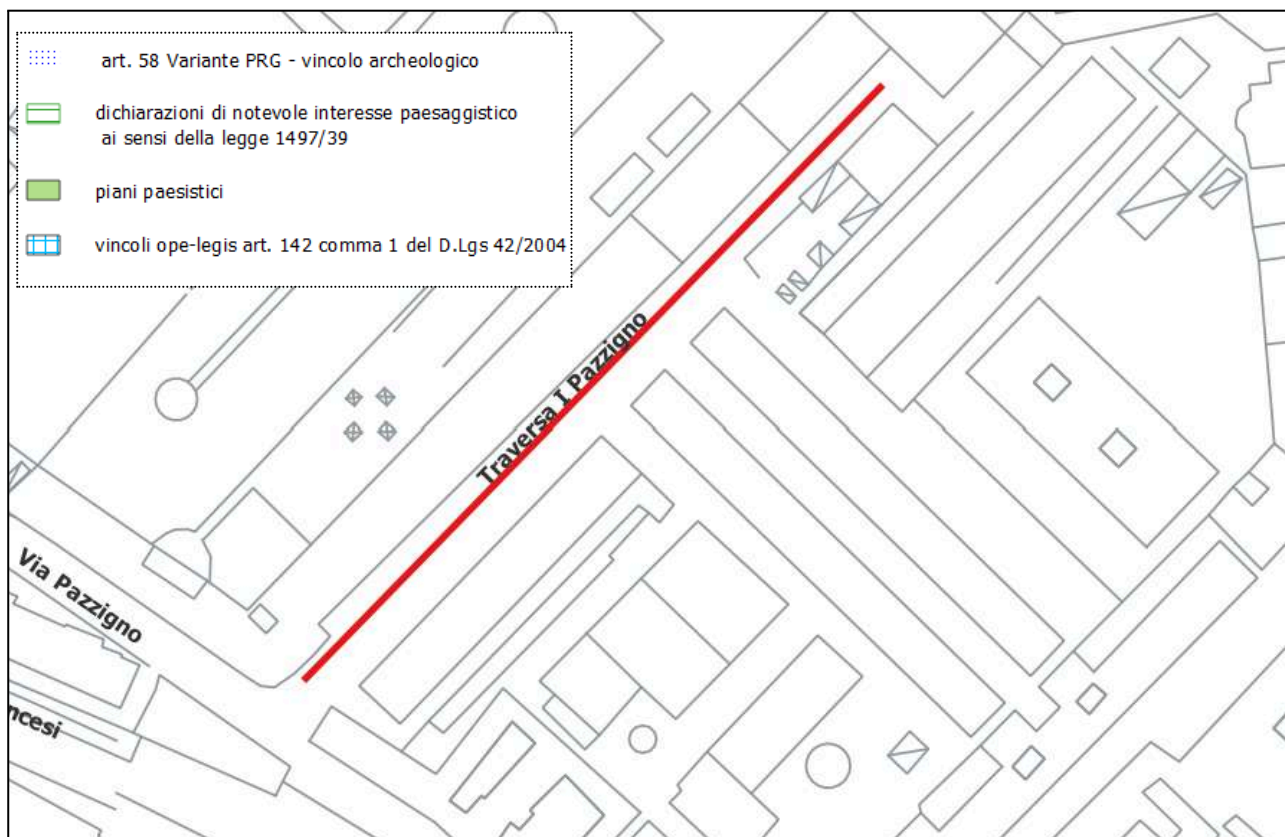 art. 58 Variante PRG - vincolo archeologico
dichiarazioni di notevole interesse paesaggistico
ai sensi della legge 1497/39
piani paesistici
vincoli ope-legis art. 142 comma 1 del D.Lgs 42/2004
Traversa I Pazzigno
Via Pazzigno
ncesi